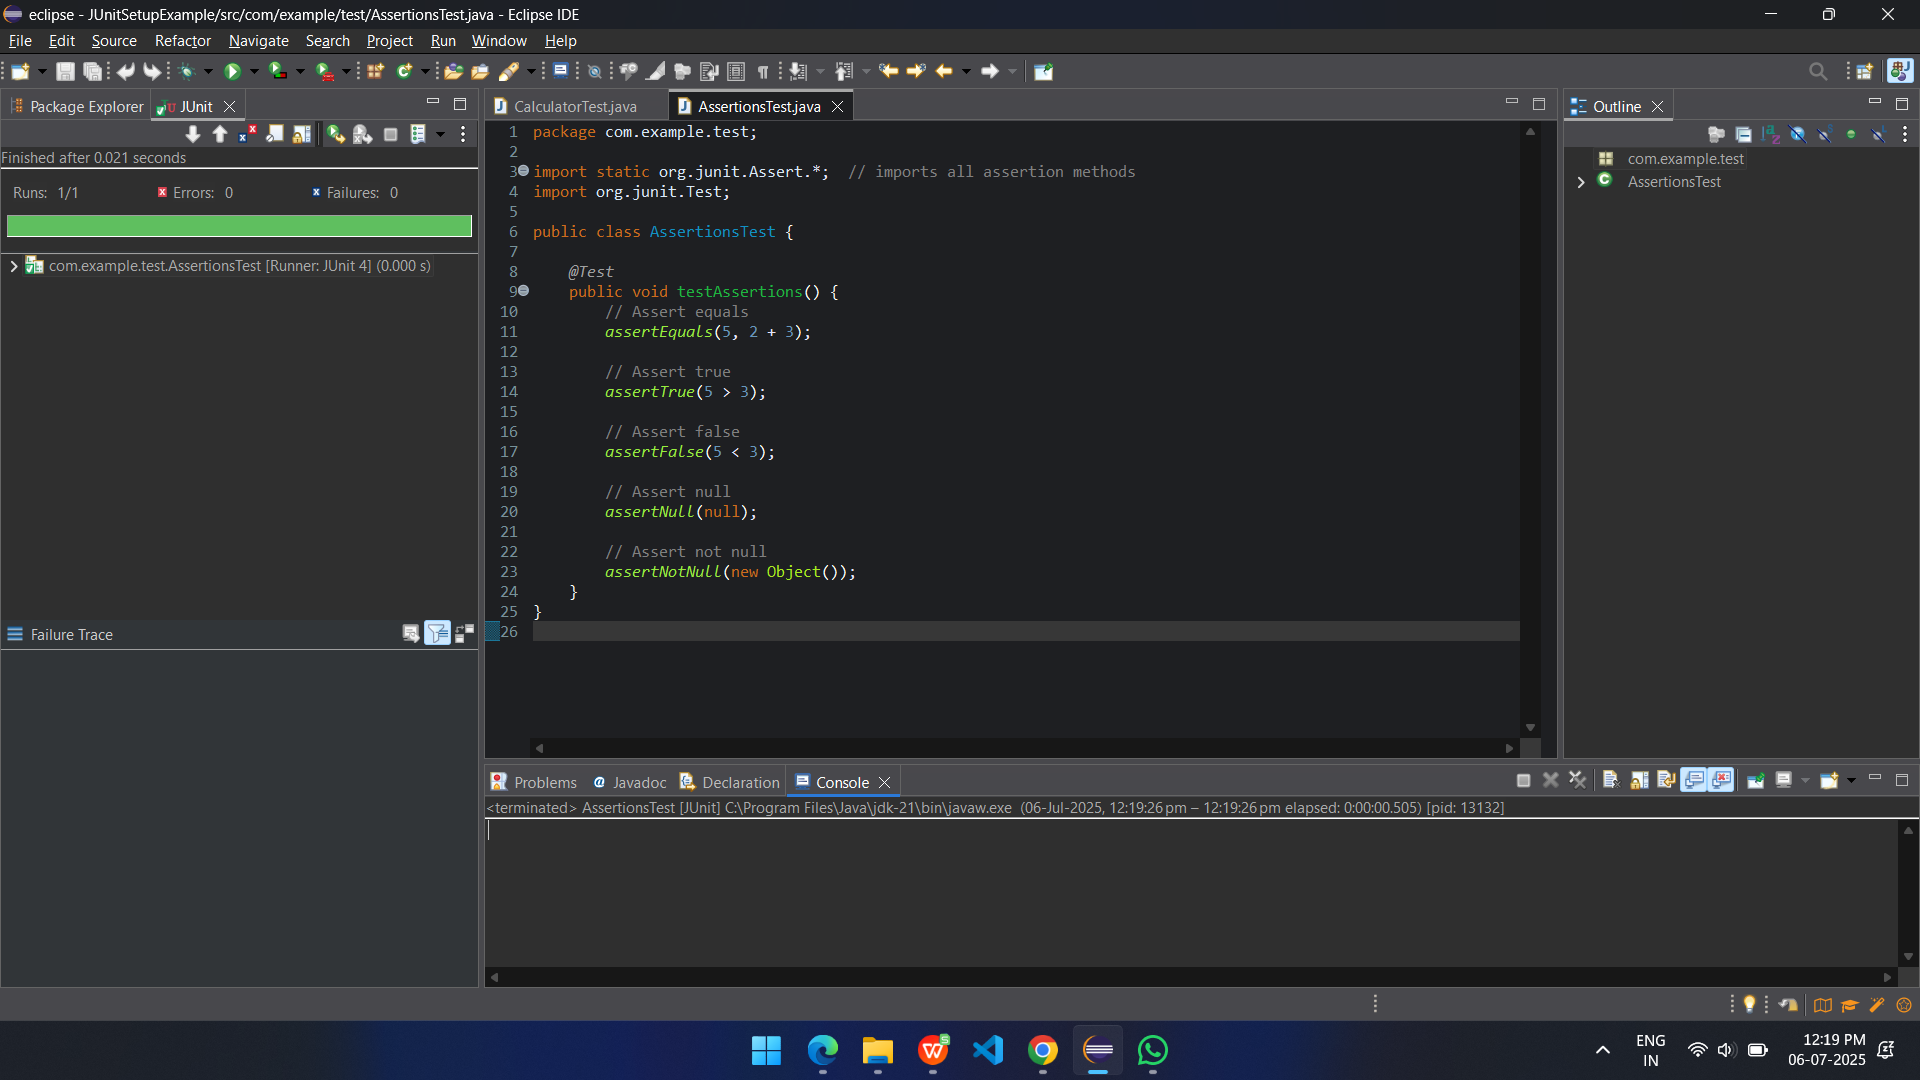 eclipse - JUnitSetupExample/src/com/example/test/AssertionsTest.java - Eclipse IDE
File Edit Source Refactor Navigate Search Project Run Window Help
Package Explorer JUnit
Finished after 0.021 seconds
Runs: 1/1 Errors: 0 Failures: 0
com.example.test.AssertionsTest [Runner: JUnit 4] (0.000 s)
Failure Trace
CalculatorTest.java AssertionsTest.java
1 package com.example.test;
2
3 import static org.junit.Assert.*;  // imports all assertion methods
4 import org.junit.Test;
5
6 public class AssertionsTest {
7
8     @Test
9     public void testAssertions() {
10         // Assert equals
11         assertEquals(5, 2 + 3);
12
13         // Assert true
14         assertTrue(5 > 3);
15
16         // Assert false
17         assertFalse(5 < 3);
18
19         // Assert null
20         assertNull(null);
21
22         // Assert not null
23         assertNotNull(new Object());
24     }
25 }
26
Outline
com.example.test
AssertionsTest
Problems Javadoc Declaration Console
<terminated> AssertionsTest [JUnit] C:\Program Files\Java\jdk-21\bin\javaw.exe (06-Jul-2025, 12:19:26 pm – 12:19:26 pm elapsed: 0:00:00.505) [pid: 13132]
ENG
IN
12:19 PM
06-07-2025